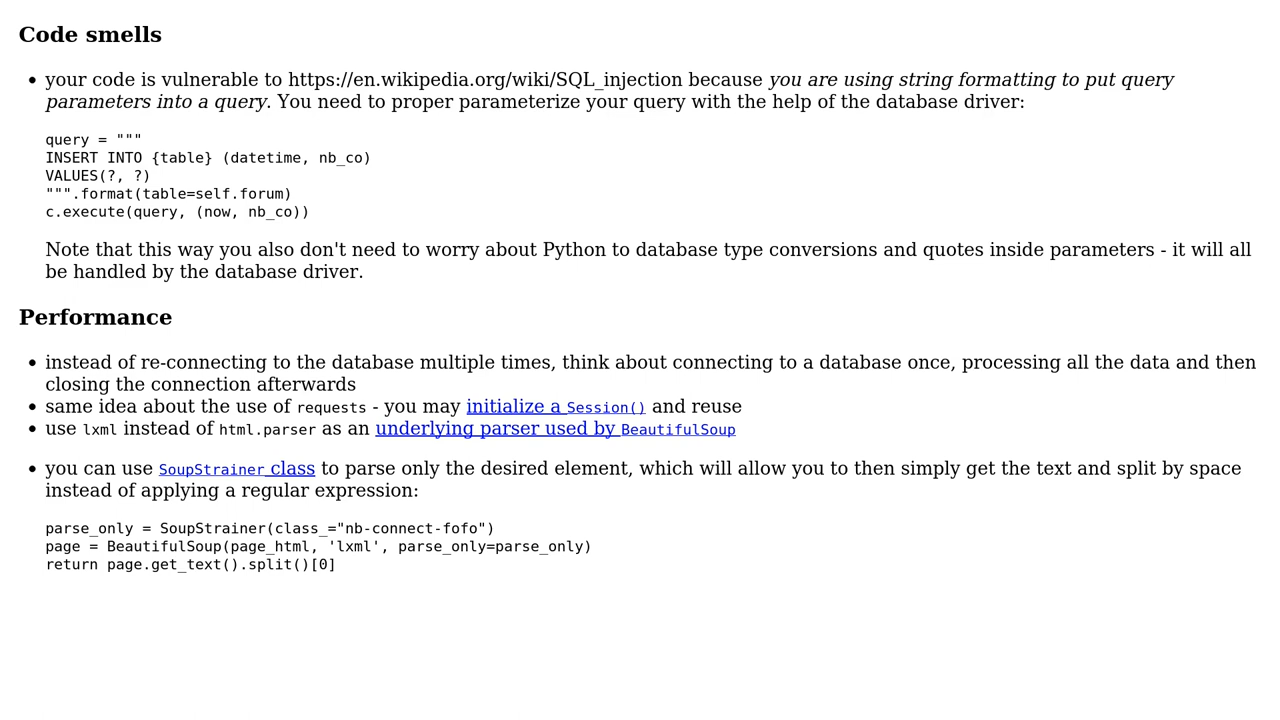 Code smells
• your code is vulnerable to https://en.wikipedia.org/wiki/SQL_injection because you are using string formatting to put query
parameters into a query. You need to proper parameterize your query with the help of the database driver:
query = """
INSERT INTO {table} (datetime, nb_co)
VALUES(?, ?)
""".format(table=self.forum)
c.execute(query, (now, nb_co))
Note that this way you also don't need to worry about Python to database type conversions and quotes inside parameters - it will all
be handled by the database driver.
Performance
• instead of re-connecting to the database multiple times, think about connecting to a database once, processing all the data and then
closing the connection afterwards
• same idea about the use of requests - you may initialize a Session() and reuse
• use lxml instead of html.parser as an underlying parser used by BeautifulSoup
• you can use SoupStrainer class to parse only the desired element, which will allow you to then simply get the text and split by space
instead of applying a regular expression:
parse_only = SoupStrainer(class_="nb-connect-fofo")
page = BeautifulSoup(page_html, 'lxml', parse_only=parse_only)
return page.get_text().split()[0]